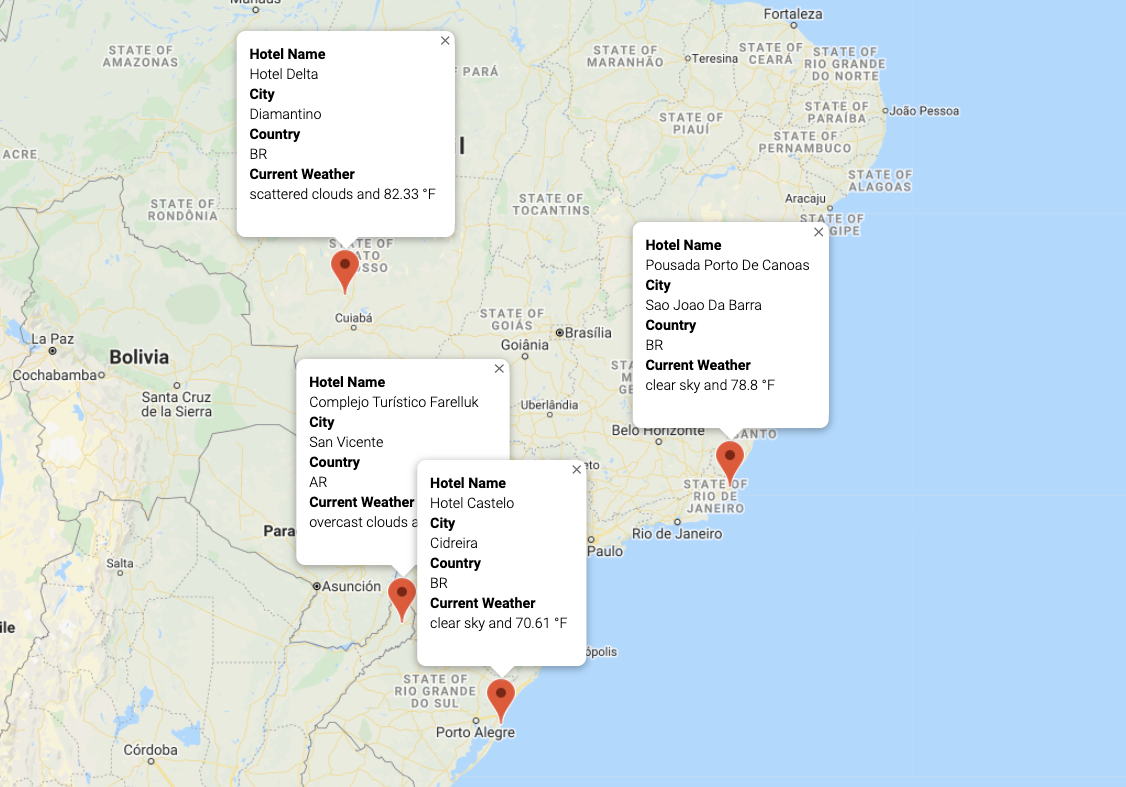 Manaus
Fortaleza
STATE OF
AMAZONAS
Hotel Name
Hotel Delta
City
Diamantino
Country
BR
Current Weather
scattered clouds and 82.33 °F
PARÁ
STATE OF
MARANHÃO
Teresina
STATE OF
CEARÁ
STATE OF
RIO GRANDE
DO NORTE
STATE OF
PARAÍBA
João Pessoa
STATE OF
PIAUÍ
STATE OF
PERNAMBUCO
ACRE
STATE OF
ALAGOAS
STATE OF
RONDÔNIA
STATE OF
TOCANTINS
Aracaju
STATE OF
GIPE
STATE OF
ATO
OSSO
Hotel Name
Pousada Porto De Canoas
City
Sao Joao Da Barra
Country
BR
Current Weather
clear sky and 78.8 °F
Cuiabá
STATE OF
GOIÁS
Brasília
Goiânia
La Paz
Bolivia
Cochabamba
Santa Cruz
de la Sierra
Hotel Name
Complejo Turístico Farelluk
City
San Vicente
Country
AR
Current Weather
overcast clouds a
Uberlândia
Belo Horizonte
SANTO
Hotel Name
Hotel Castelo
City
Cidreira
Country
BR
Current Weather
clear sky and 70.61 °F
eto
STATE OF
RIO DE
JANEIRO
Rio de Janeiro
Paulo
Para
Salta
Asunción
ile
ópolis
STATE OF
RIO GRANDE
DO SUL
Porto Alegre
Córdoba